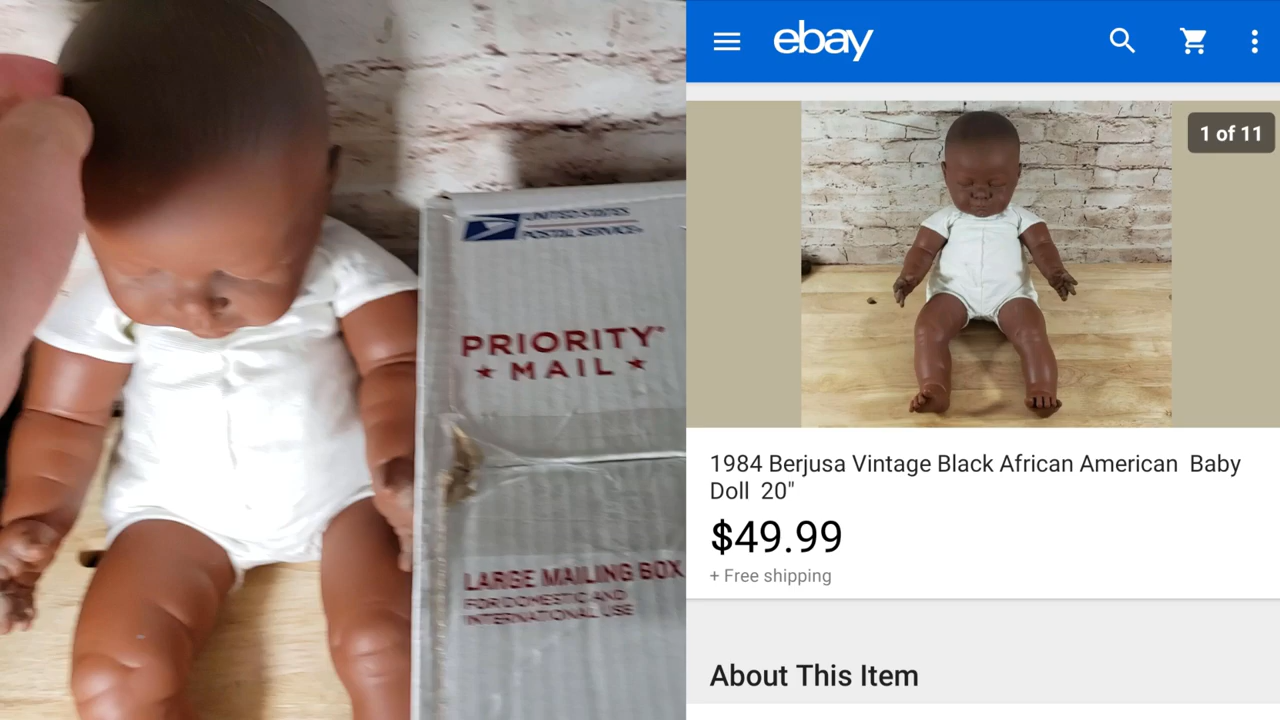 UNITED STATES
POSTAL SERVICE®
PRIORITY®
★ MAIL ★
LARGE MAILING BOX
FOR DOMESTIC AND
INTERNATIONAL USE
ebay
1 of 11
1984 Berjusa Vintage Black African American Baby
Doll 20"
$49.99
+ Free shipping
About This Item